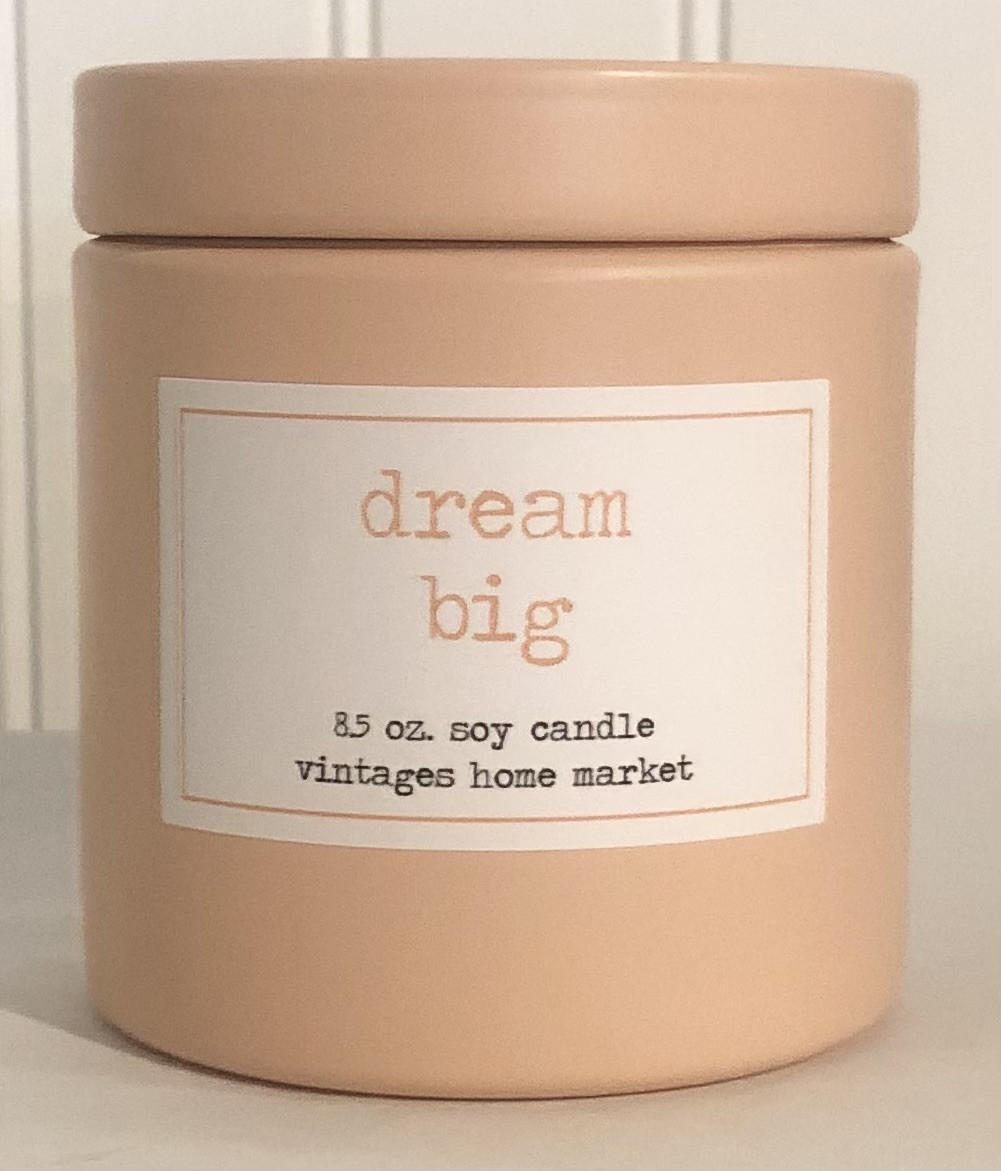 dream
big
8.5 oz. soy candle
vintages home market